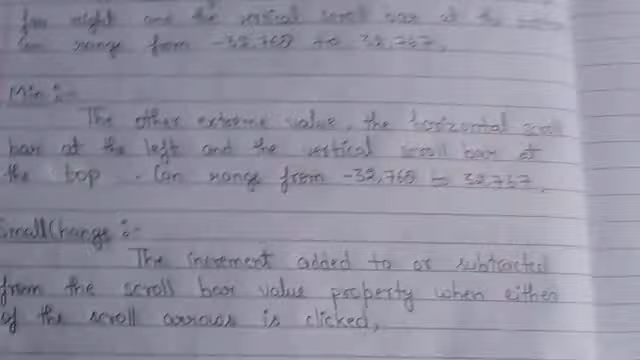 far right and the vertical scroll bar at the
Can range from -32,768 to 32,767.
Min :-
The other extreme value, the horizontal scroll
bar at the left and the vertical scroll bar at
the top. Can range from -32,768 to 32,767.
SmallChange :-
The increment added to or subtracted
from the scroll bar value property when either
of the scroll arrows is clicked,